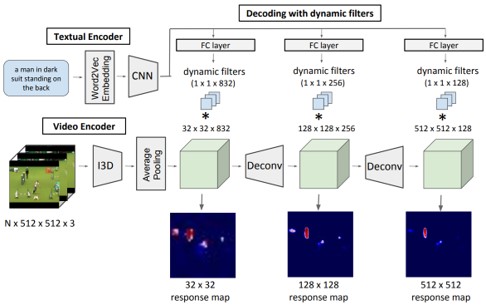 Decoding with dynamic filters
Textual Encoder
a man in dark
suit standing on
the back
Word2Vec
Embedding
CNN
FC layer
FC layer
FC layer
dynamic filters
(1 x 1 x 832)
dynamic filters
(1 x 1 x 256)
dynamic filters
(1 x 1 x 128)
*
*
*
Video Encoder
32 x 32 x 832
128 x 128 x 256
512 x 512 x 128
I3D
Average
Pooling
Deconv
Deconv
N x 512 x 512 x 3
32 x 32
response map
128 x 128
response map
512 x 512
response map